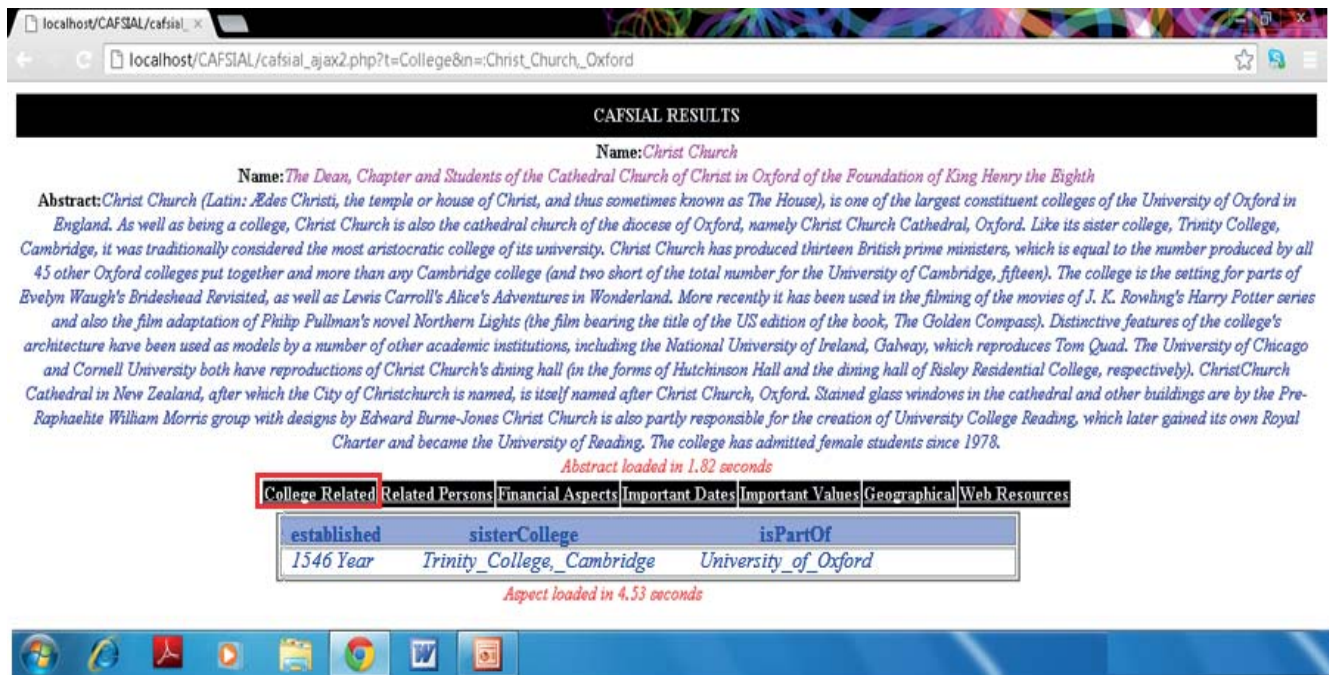 localhost/CAFSIAL/cafsial_
localhost/CAFSIAL/cafsial_ajax2.php?t=College&n=:Christ_Church,_Oxford
CAFSIAL RESULTS
Name:Christ Church
Name:The Dean, Chapter and Students of the Cathedral Church of Christ in Oxford of the Foundation of King Henry the Eighth
Abstract:Christ Church (Latin: Ædes Christi, the temple or house of Christ, and thus sometimes known as The House), is one of the largest constituent colleges of the University of Oxford in
England. As well as being a college, Christ Church is also the cathedral church of the diocese of Oxford, namely Christ Church Cathedral, Oxford. Like its sister college, Trinity College,
Cambridge, it was traditionally considered the most aristocratic college of its university. Christ Church has produced thirteen British prime ministers, which is equal to the number produced by all
45 other Oxford colleges put together and more than any Cambridge college (and two short of the total number for the University of Cambridge, fifteen). The college is the setting for parts of
Evelyn Waugh's Brideshead Revisited, as well as Lewis Carroll's Alice's Adventures in Wonderland. More recently it has been used in the filming of the movies of J. K. Rowling's Harry Potter series
and also the film adaptation of Philip Pullman's novel Northern Lights (the film bearing the title of the US edition of the book, The Golden Compass). Distinctive features of the college's
architecture have been used as models by a number of other academic institutions, including the National University of Ireland, Galway, which reproduces Tom Quad. The University of Chicago
and Cornell University both have reproductions of Christ Church's dining hall (in the forms of Hutchinson Hall and the dining hall of Risley Residential College, respectively). ChristChurch
Cathedral in New Zealand, after which the City of Christchurch is named, is itself named after Christ Church, Oxford. Stained glass windows in the cathedral and other buildings are by the Pre-
Raphaelite William Morris group with designs by Edward Burne-Jones Christ Church is also partly responsible for the creation of University College Reading, which later gained its own Royal
Charter and became the University of Reading. The college has admitted female students since 1978.
Abstract loaded in 1.82 seconds
College Related Related Persons Financial Aspects Important Dates Important Values Geographical Web Resources
established sisterCollege isPartOf
1546 Year Trinity_College,_Cambridge University_of_Oxford
Aspect loaded in 4.53 seconds